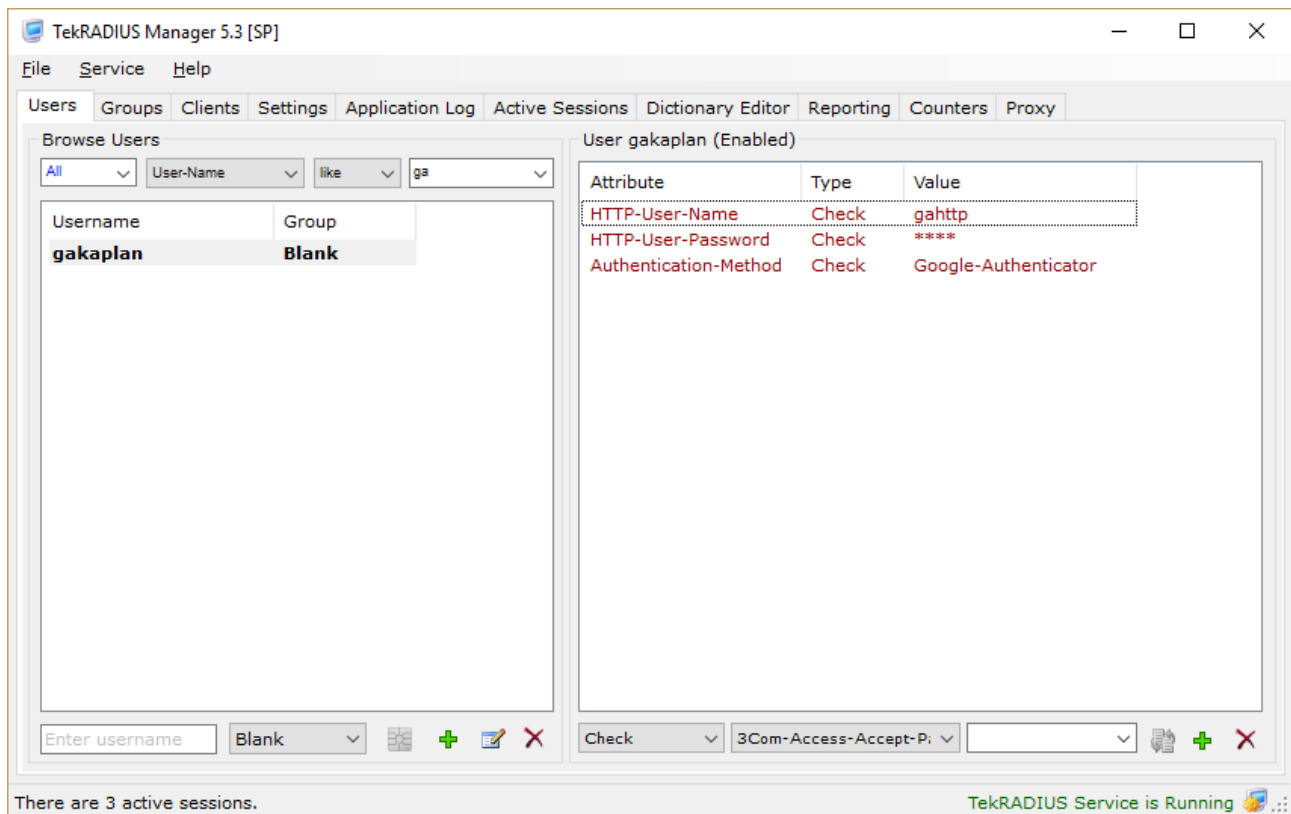 TekRADIUS Manager 5.3 [SP]
File Service Help
Users Groups Clients Settings Application Log Active Sessions Dictionary Editor Reporting Counters Proxy
Browse Users
All User-Name like ga
Username Group
gakaplan Blank
Enter username Blank
User gakaplan (Enabled)
Attribute Type Value
HTTP-User-Name Check gahttp
HTTP-User-Password Check ****
Authentication-Method Check Google-Authenticator
Check 3Com-Access-Accept-Pa
There are 3 active sessions.
TekRADIUS Service is Running